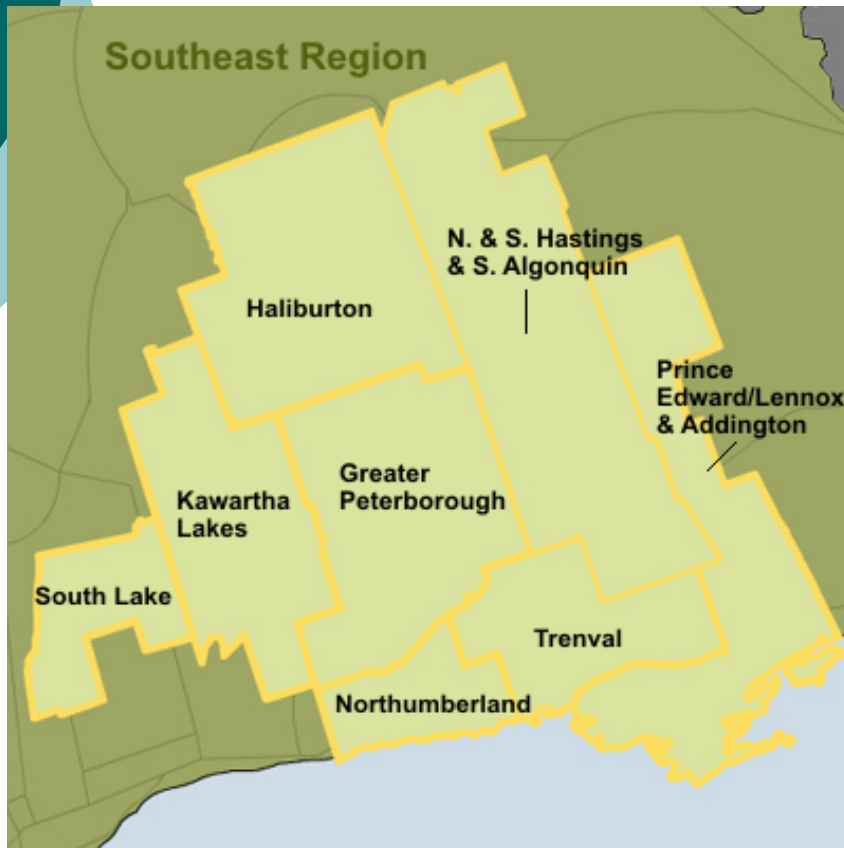 Southeast Region
N. & S. Hastings
& S. Algonquin
Haliburton
Prince
Edward/Lennox
& Addington
Greater
Peterborough
Kawartha
Lakes
South Lake
Trenval
Northumberland